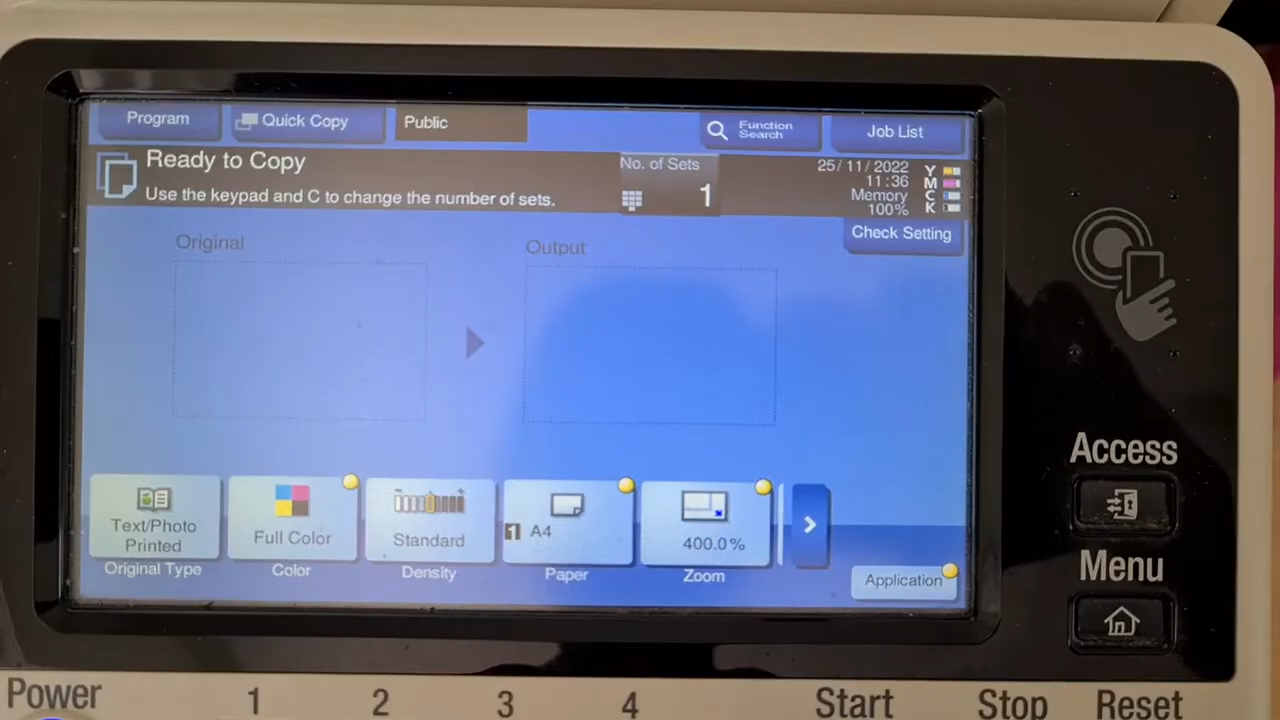 Program
Quick Copy
Public
Function
Search
Job List
Ready to Copy
Use the keypad and C to change the number of sets.
No. of Sets
1
25/11/2022
11:36
Memory
100%
Y
M
C
K
Check Setting
Original
Output
Text/Photo
Printed
Original Type
Full Color
Color
Standard
Density
1 A4
Paper
400.0%
Zoom
Application
Access
Menu
Power
1
2
3
4
Start
Stop
Reset